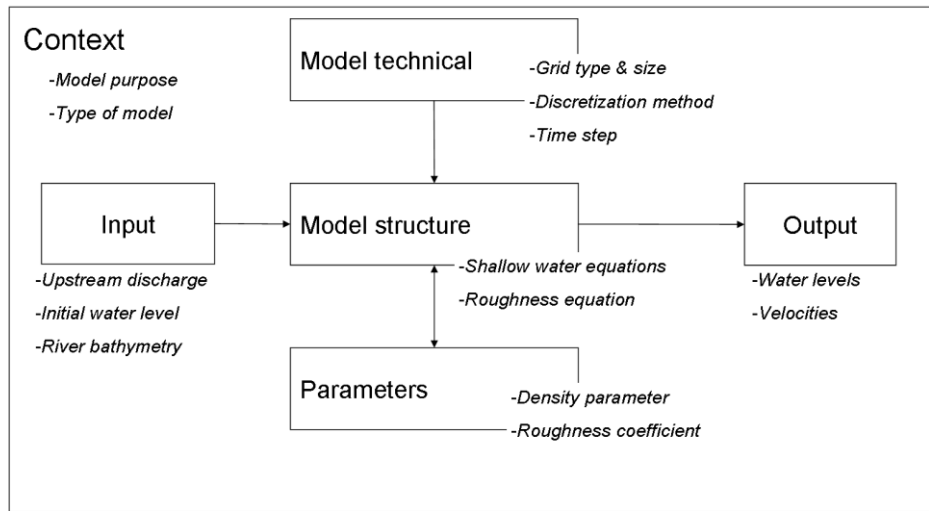 Context
-Model purpose
-Type of model
Model technical
-Grid type & size
-Discretization method
-Time step
Input
-Upstream discharge
-Initial water level
-River bathymetry
Model structure
-Shallow water equations
-Roughness equation
Output
-Water levels
-Velocities
Parameters
-Density parameter
-Roughness coefficient